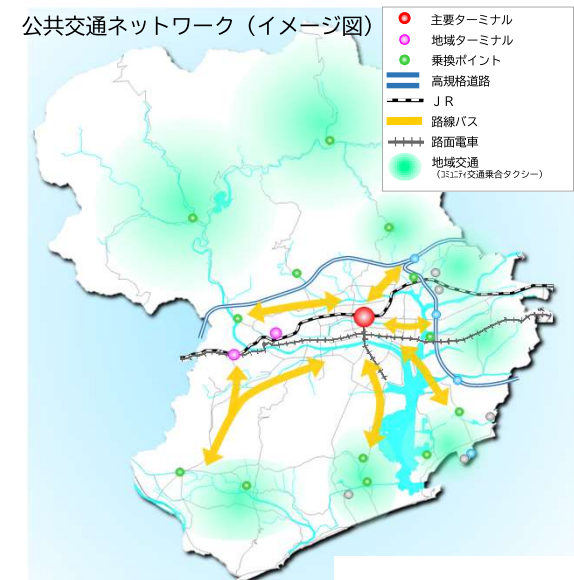 公共交通ネットワーク（イメージ図）
主要ターミナル
地域ターミナル
乗換ポイント
高規格道路
ＪＲ
路線バス
路面電車
地域交通
（ｺﾐｭﾆﾃｨ交通乗合タクシー）